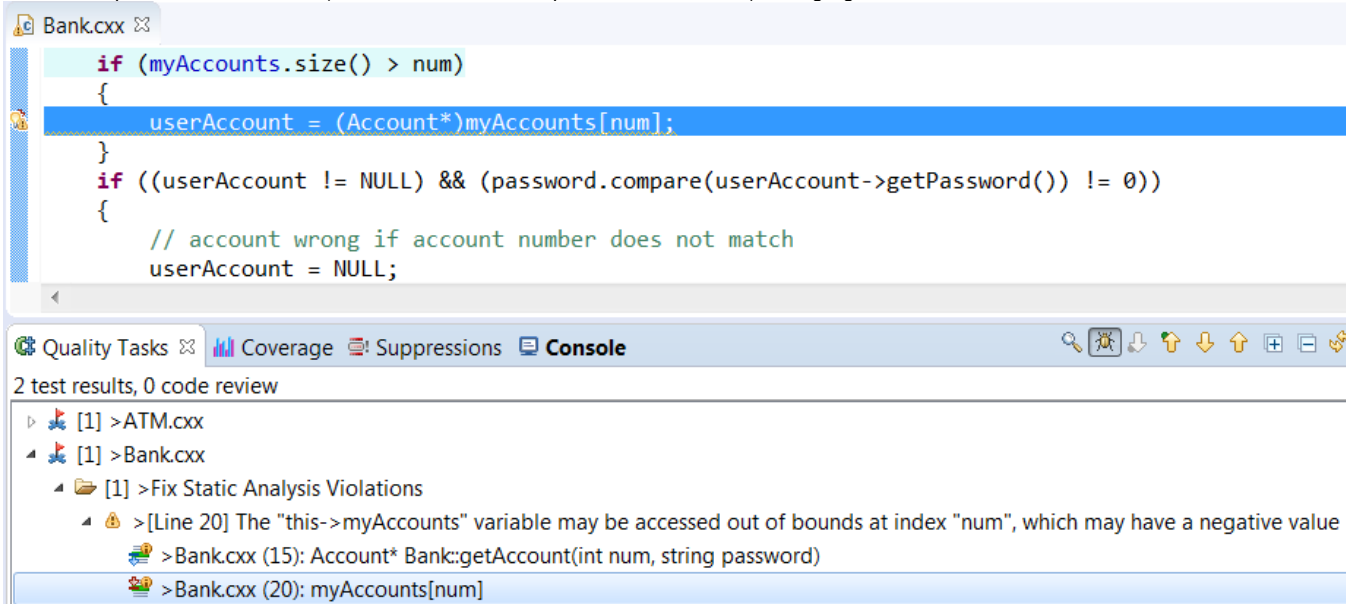 Bank.cxx
if (myAccounts.size() > num)
{
userAccount = (Account*)myAccounts[num];
}
if ((userAccount != NULL) && (password.compare(userAccount->getPassword()) != 0))
{
// account wrong if account number does not match
userAccount = NULL;
Quality Tasks Coverage Suppressions Console
2 test results, 0 code review
[1] >ATM.cxx
[1] >Bank.cxx
[1] >Fix Static Analysis Violations
>[Line 20] The "this->myAccounts" variable may be accessed out of bounds at index "num", which may have a negative value
>Bank.cxx (15): Account* Bank::getAccount(int num, string password)
>Bank.cxx (20): myAccounts[num]